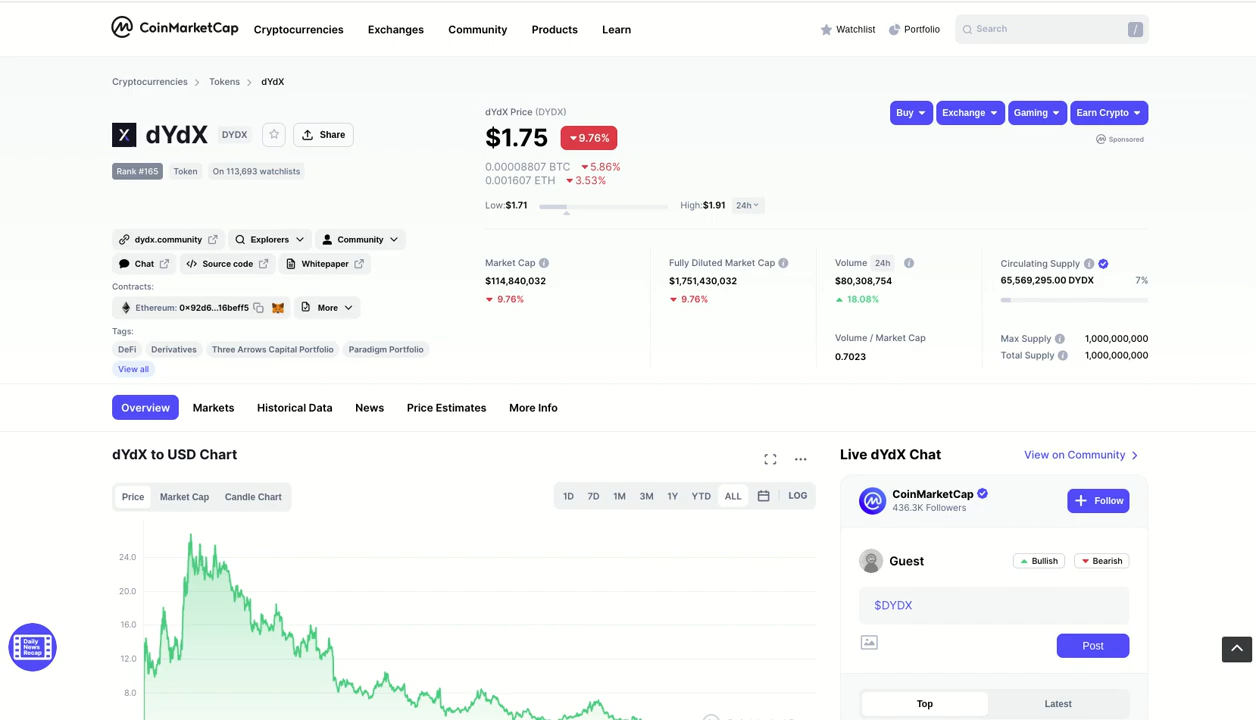 CoinMarketCap Cryptocurrencies Exchanges Community Products Learn Watchlist Portfolio Search /
Cryptocurrencies > Tokens > dYdX
dYdX DYDX Share
Rank #165 Token On 113,693 watchlists
dydx.community Explorers Community
Chat Source code Whitepaper
Contracts:
Ethereum: 0x92d6...16beff5 More
Tags:
DeFi Derivatives Three Arrows Capital Portfolio Paradigm Portfolio
View all
dYdX Price (DYDX)
$1.75 9.76%
0.00008807 BTC 5.86%
0.001607 ETH 3.53%
Low:$1.71 High:$1.91 24h
Buy Exchange Gaming Earn Crypto
Sponsored
Market Cap
$114,840,032
9.76%
Fully Diluted Market Cap
$1,751,430,032
9.76%
Volume 24h
$80,308,754
18.08%
Volume / Market Cap
0.7023
Circulating Supply
65,569,295.00 DYDX 7%
Max Supply 1,000,000,000
Total Supply 1,000,000,000
Overview Markets Historical Data News Price Estimates More Info
dYdX to USD Chart
Price Market Cap Candle Chart 1D 7D 1M 3M 1Y YTD ALL LOG
24.0
20.0
16.0
12.0
8.0
Live dYdX Chat View on Community >
CoinMarketCap
436.3K Followers
+ Follow
Guest Bullish Bearish
$DYDX
Post
Top Latest
Daily
News
Recap